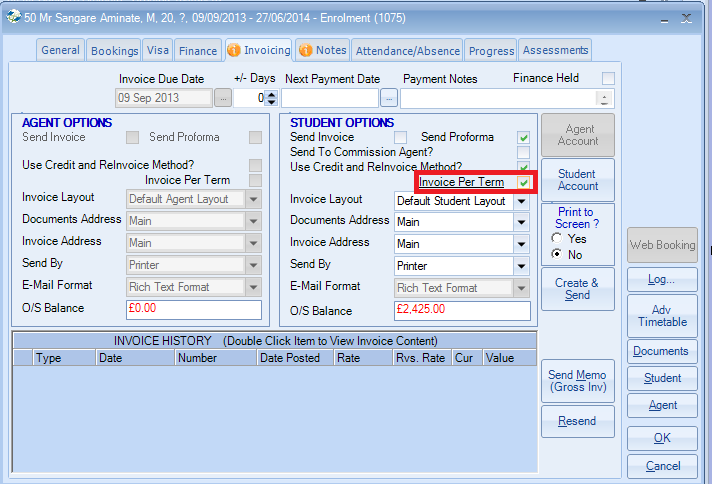 50 Mr Sangare Aminate, M, 20, ?, 09/09/2013 - 27/06/2014 - Enrolment (1075)
General Bookings Visa Finance Invoicing Notes Attendance/Absence Progress Assessments
Invoice Due Date +/- Days Next Payment Date Payment Notes Finance Held
09 Sep 2013 ... 0 ...
AGENT OPTIONS
Send Invoice Send Proforma
Use Credit and ReInvoice Method?
Invoice Per Term
Invoice Layout Default Agent Layout
Documents Address Main
Invoice Address Main
Send By Printer
E-Mail Format Rich Text Format
O/S Balance £0.00
STUDENT OPTIONS
Send Invoice Send Proforma
Send To Commission Agent?
Use Credit and ReInvoice Method?
Invoice Per Term
Invoice Layout Default Student Layout
Documents Address Main
Invoice Address Main
Send By Printer
E-Mail Format Rich Text Format
O/S Balance £2,425.00
Agent
Account
Student
Account
Print to
Screen ?
Yes
No
Create &
Send
INVOICE HISTORY (Double Click Item to View Invoice Content)
Type Date Number Date Posted Rate Rvs. Rate Cur Value
Send Memo
(Gross Inv)
Resend
Web Booking
Log...
Adv
Timetable
Documents
Student
Agent
OK
Cancel